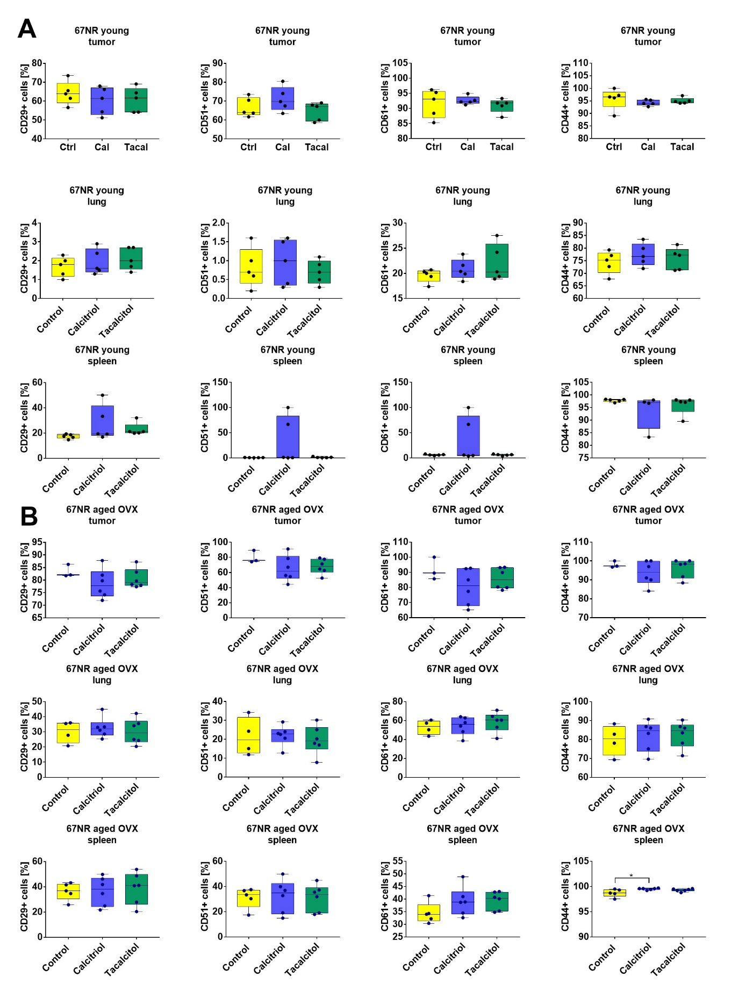 A
67NR young
tumor
67NR young
tumor
67NR young
tumor
67NR young
tumor
CD29+ cells [%]
80
70
60
50
40
Ctrl Cal Tacal
CD51+ cells [%]
90
80
70
60
50
Ctrl Cal Tacal
CD61+ cells [%]
105
100
95
90
85
80
Ctrl Cal Tacal
CD44+ cells [%]
110
105
100
95
90
85
80
Ctrl Cal Tacal
67NR young
lung
67NR young
lung
67NR young
lung
67NR young
lung
CD29+ cells [%]
4
3
2
1
0
Control Calcitriol Tacalcitol
CD51+ cells [%]
2.0
1.5
1.0
0.5
0.0
Control Calcitriol Tacalcitol
CD61+ cells [%]
30
25
20
15
Control Calcitriol Tacalcitol
CD44+ cells [%]
90
85
80
75
70
65
60
Control Calcitriol Tacalcitol
67NR young
spleen
67NR young
spleen
67NR young
spleen
67NR young
spleen
CD29+ cells [%]
60
40
20
0
Control Calcitriol Tacalcitol
CD51+ cells [%]
150
100
50
0
Control Calcitriol Tacalcitol
CD61+ cells [%]
150
100
50
0
Control Calcitriol Tacalcitol
CD44+ cells [%]
105
100
95
90
85
80
75
Control Calcitriol Tacalcitol
B
67NR aged OVX
tumor
67NR aged OVX
tumor
67NR aged OVX
tumor
67NR aged OVX
tumor
CD29+ cells [%]
95
90
85
80
75
70
65
Control Calcitriol Tacalcitol
CD51+ cells [%]
100
80
60
40
20
0
Control Calcitriol Tacalcitol
CD61+ cells [%]
110
100
90
80
70
60
Control Calcitriol Tacalcitol
CD44+ cells [%]
110
100
90
80
70
Control Calcitriol Tacalcitol
67NR aged OVX
lung
67NR aged OVX
lung
67NR aged OVX
lung
67NR aged OVX
lung
CD29+ cells [%]
50
40
30
20
10
0
Control Calcitriol Tacalcitol
CD51+ cells [%]
40
30
20
10
0
Control Calcitriol Tacalcitol
CD61+ cells [%]
80
60
40
20
0
Control Calcitriol Tacalcitol
CD44+ cells [%]
100
90
80
70
60
Control Calcitriol Tacalcitol
67NR aged OVX
spleen
67NR aged OVX
spleen
67NR aged OVX
spleen
67NR aged OVX
spleen
CD29+ cells [%]
60
40
20
0
Control Calcitriol Tacalcitol
CD51+ cells [%]
60
40
20
0
Control Calcitriol Tacalcitol
CD61+ cells [%]
55
50
45
40
35
30
25
Control Calcitriol Tacalcitol
CD44+ cells [%]
105
100
95
90
*
Control Calcitriol Tacalcitol